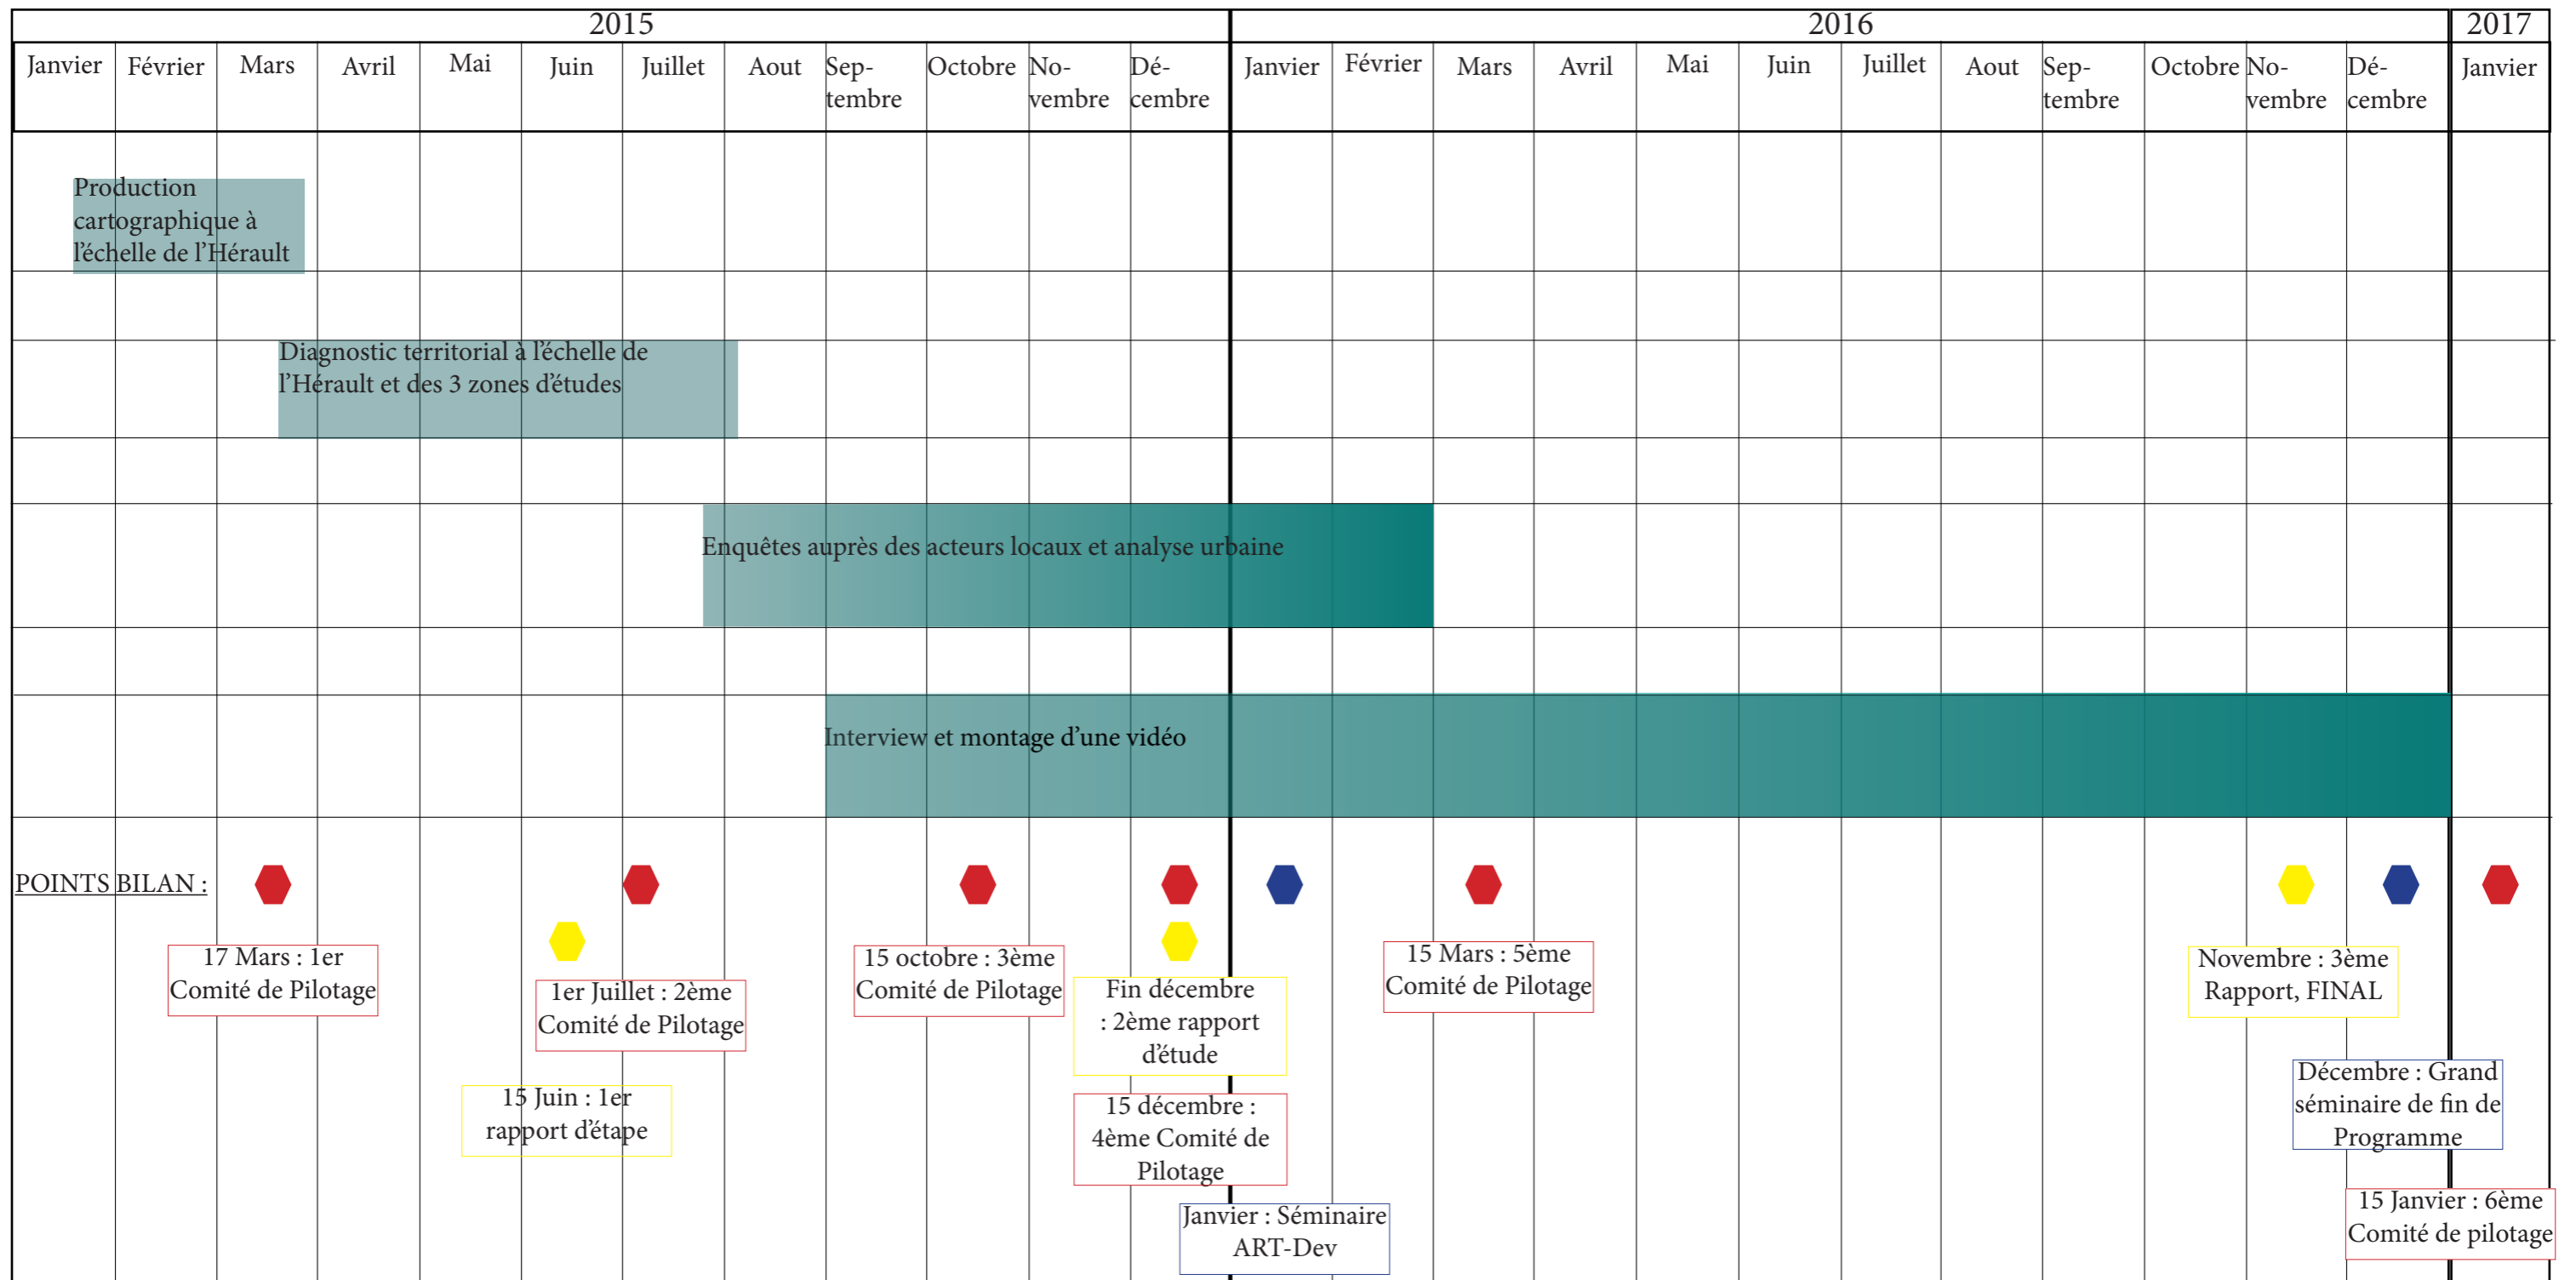 2015
2016
2017
Janvier
Février
Mars
Avril
Mai
Juin
Juillet
Aout
Sep-
tembre
Octobre
No-
vembre
Dé-
cembre
Janvier
Février
Mars
Avril
Mai
Juin
Juillet
Aout
Sep-
tembre
Octobre
No-
vembre
Dé-
cembre
Janvier
Production
cartographique à
l'échelle de l'Hérault
Diagnostic territorial à l'échelle de
l'Hérault et des 3 zones d'études
Enquêtes auprès des acteurs locaux et analyse urbaine
Interview et montage d'une vidéo
POINTS BILAN :
17 Mars : 1er
Comité de Pilotage
1er Juillet : 2ème
Comité de Pilotage
15 Juin : 1er
rapport d'étape
15 octobre : 3ème
Comité de Pilotage
Fin décembre
: 2ème rapport
d'étude
15 décembre :
4ème Comité de
Pilotage
Janvier : Séminaire
ART-Dev
15 Mars : 5ème
Comité de Pilotage
Novembre : 3ème
Rapport, FINAL
Décembre : Grand
séminaire de fin de
Programme
15 Janvier : 6ème
Comité de pilotage